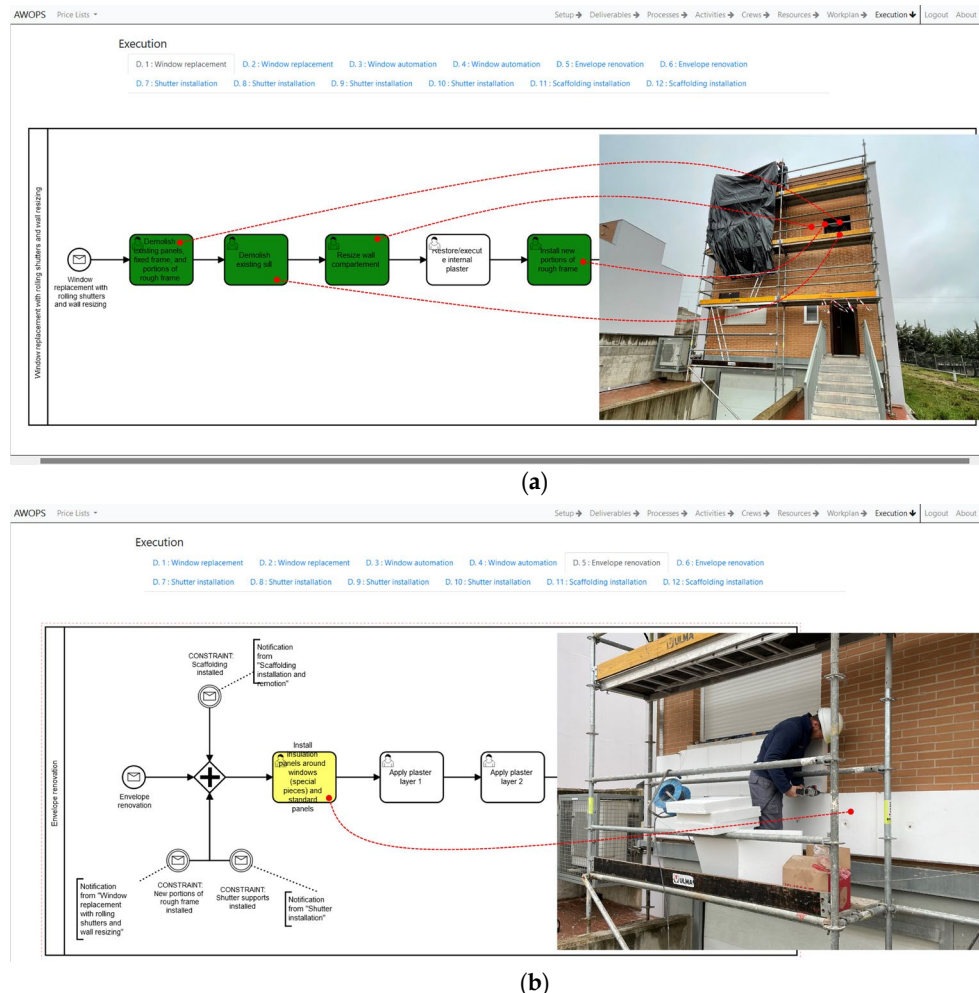 AWOPS Price Lists Setup Deliverables Processes Activities Crews Resources Workplan Execution Logout About
Execution
D. 1 : Window replacement D. 2 : Window replacement D. 3 : Window automation D. 4 : Window automation D. 5 : Envelope renovation D. 6 : Envelope renovation
D. 7 : Shutter installation D. 8 : Shutter installation D. 9 : Shutter installation D. 10 : Shutter installation D. 11 : Scaffolding installation D. 12 : Scaffolding installation
Window replacement with rolling shutters and wall resizing
Window
replacement with
rolling shutters
and wall resizing
Demolish
existing panels,
fixed frame, and
portions of
rough frame
Demolish
existing sill
Resize wall
compartement
Restore/execut
e internal
plaster
Install new
portions of
rough frame
(a)
AWOPS Price Lists Setup Deliverables Processes Activities Crews Resources Workplan Execution Logout About
Execution
D. 1 : Window replacement D. 2 : Window replacement D. 3 : Window automation D. 4 : Window automation D. 5 : Envelope renovation D. 6 : Envelope renovation
D. 7 : Shutter installation D. 8 : Shutter installation D. 9 : Shutter installation D. 10 : Shutter installation D. 11 : Scaffolding installation D. 12 : Scaffolding installation
Envelope renovation
CONSTRAINT:
Scaffolding
installed
Notification
from
"Scaffolding
installation and
remotion"
Envelope
renovation
Install
insulation
panels around
windows
(special
pieces) and
standard
panels
Apply plaster
layer 1
Apply plaster
layer 2
Notification
from "Window
replacement
with rolling
shutters and
wall resizing"
CONSTRAINT:
New portions of
rough frame
installed
CONSTRAINT:
Shutter supports
installed
Notification
from "Shutter
installation"
ULMA
ULMA
(b)